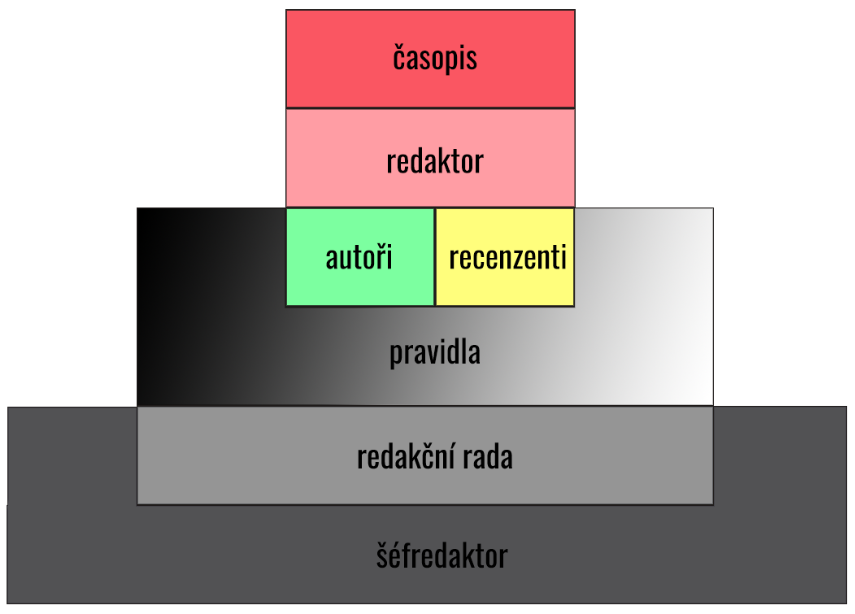 časopis
redaktor
autoři
recenzenti
pravidla
redakční rada
šéfredaktor